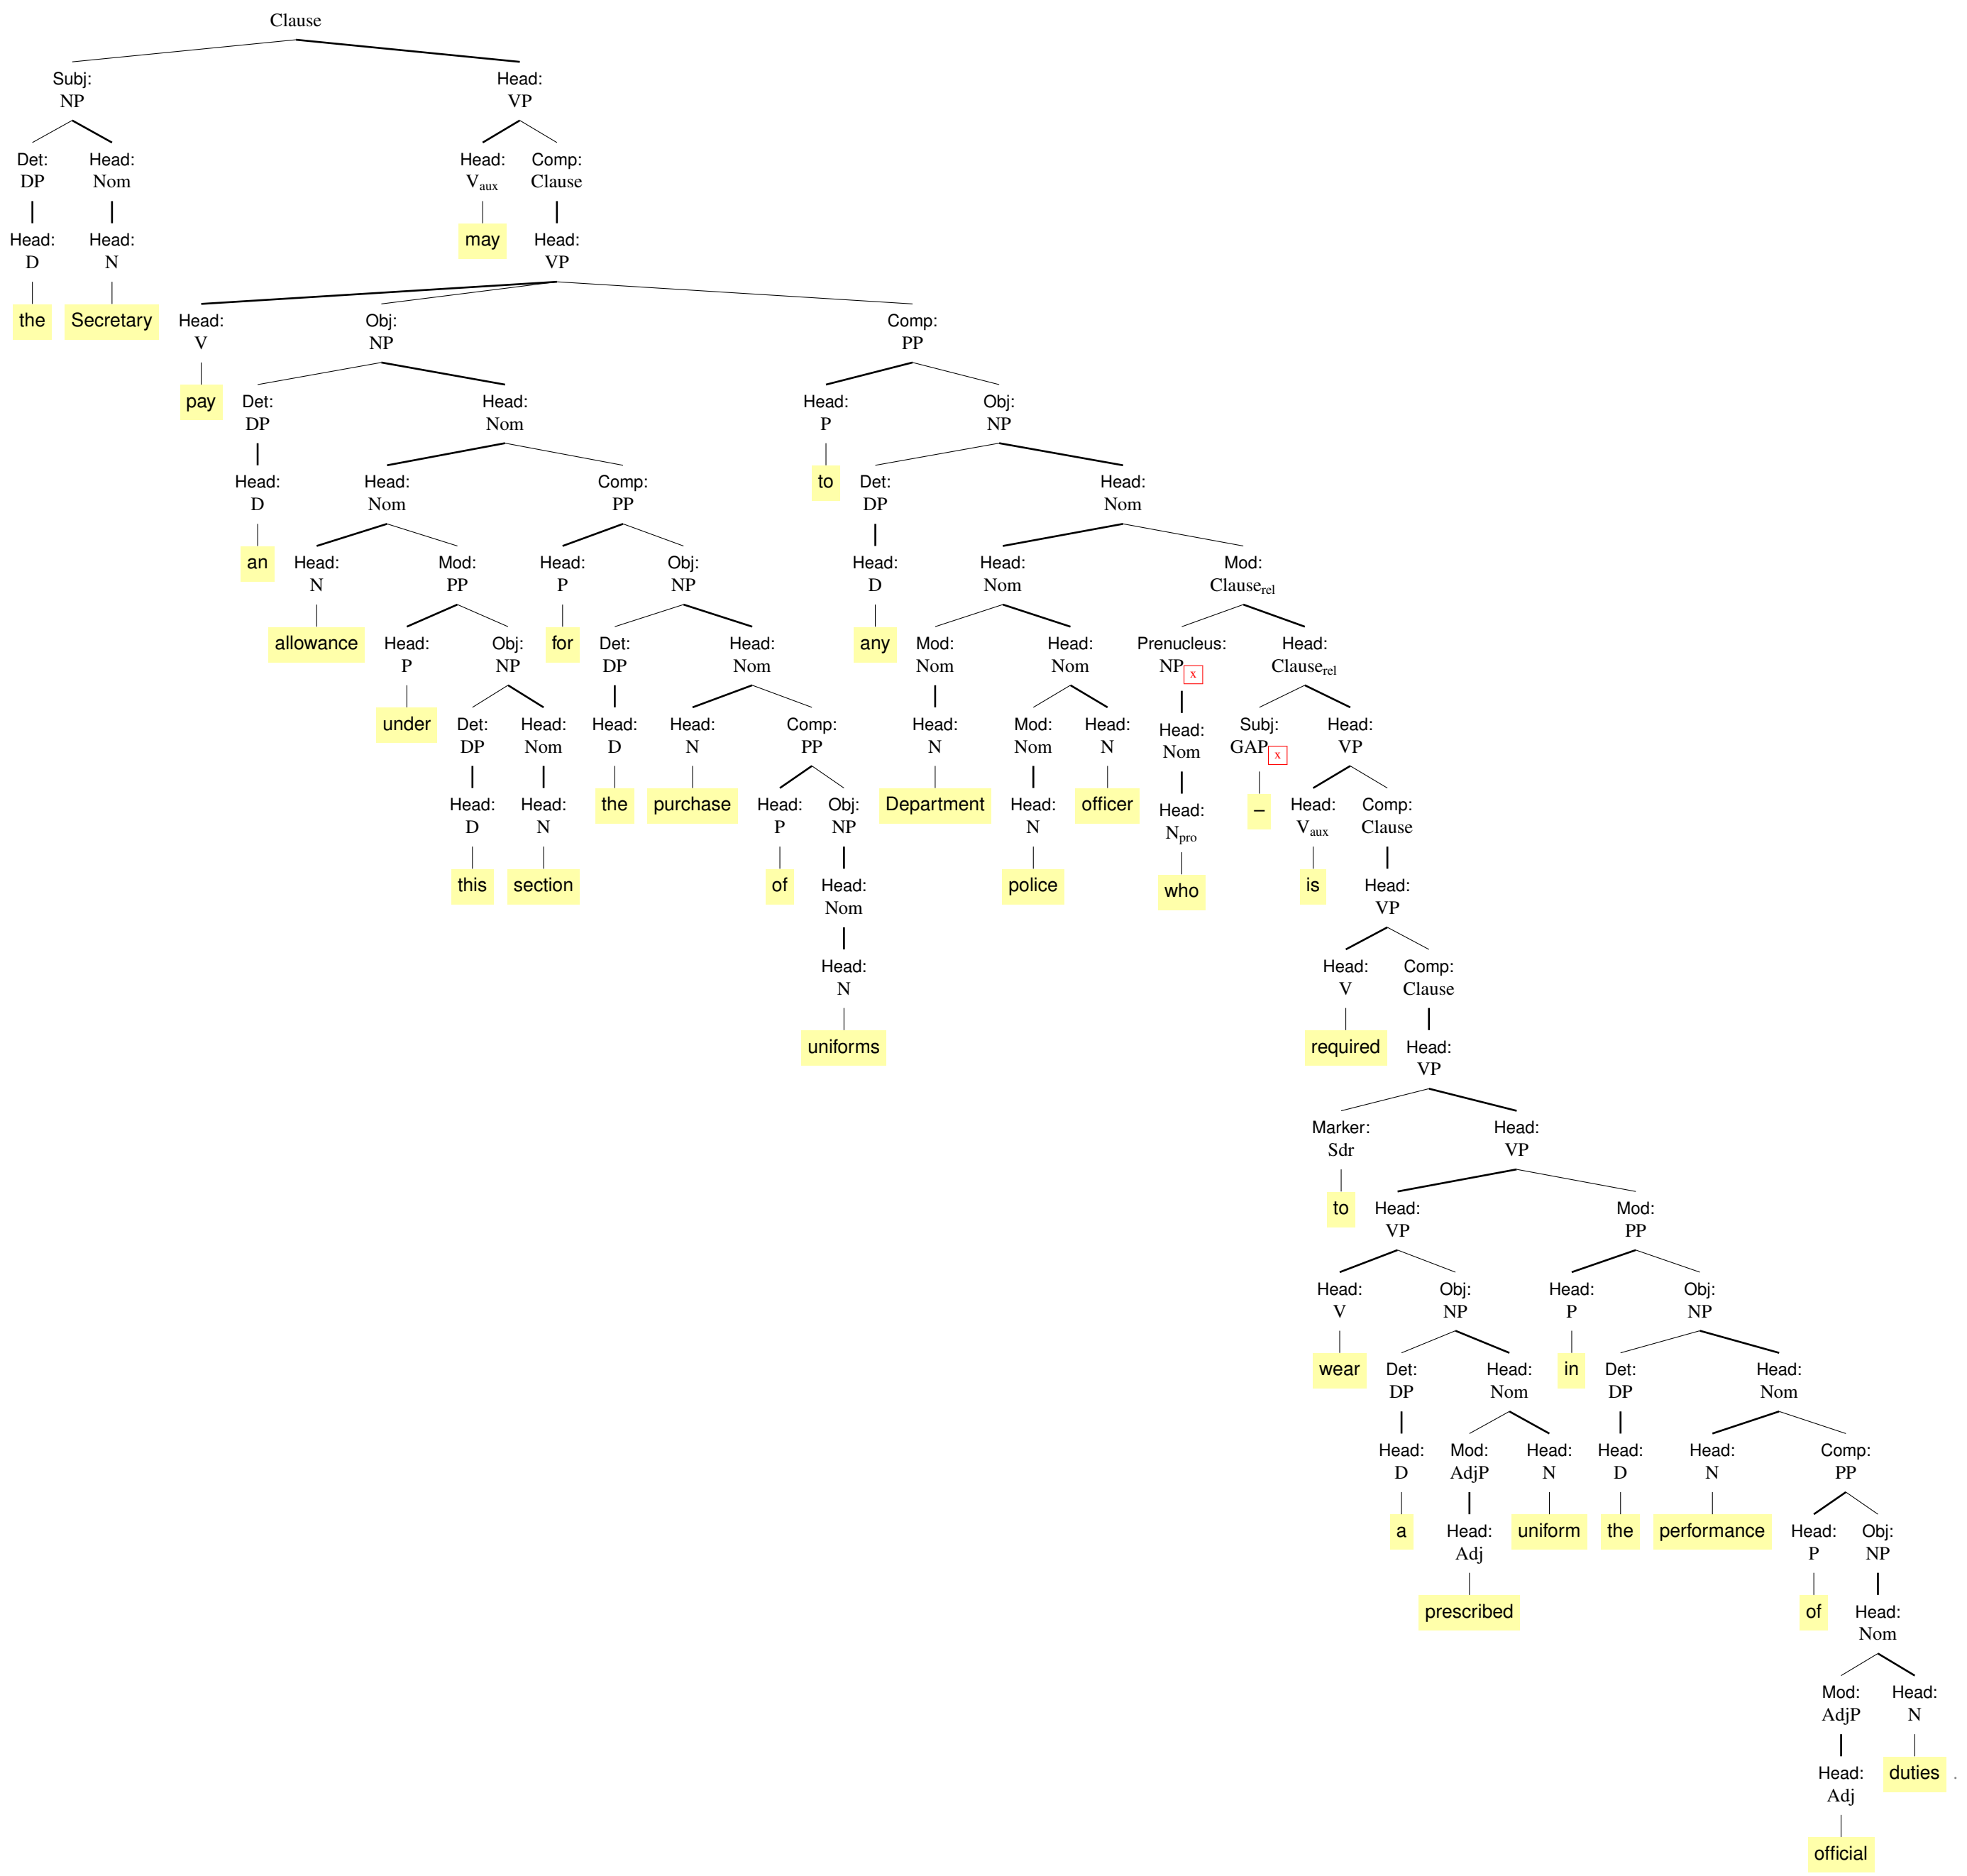 Clause
Subj: Head:
NP VP
Det: Head: Head: Comp:
DP Nom Vaux Clause
Head: Head: may Head:
D N VP
the Secretary Head: Obj: Comp:
V NP PP
pay Det: Head: Head: Obj:
DP Nom P NP
Head: Head: Comp: to Det: Head:
D Nom PP DP Nom
an Head: Mod: Head: Obj: Head: Head: Mod:
N PP P NP D Nom Clauserel
allowance Head: Obj: for Det: Head: any Mod: Head: Prenucleus: Head:
P NP DP Nom Nom Nom NPx Clauserel
under Det: Head: Head: Head: Comp: Head: Mod: Head: Head: Subj: Head:
DP Nom D N PP N Nom N Nom GAPx VP
Head: Head: the purchase Head: Obj: Department Head: officer Head: – Head: Comp:
D N P NP N Npro Vaux Clause
this section of Head: police who is Head:
Nom VP
Head: Head: Comp:
N V Clause
uniforms required Head:
VP
Marker: Head:
Sdr VP
to Head: Mod:
VP PP
Head: Obj: Head: Obj:
V NP P NP
wear Det: Head: in Det: Head:
DP Nom DP Nom
Head: Mod: Head: Head: Head: Comp:
D AdjP N D N PP
a Head: uniform the performance Head: Obj:
Adj P NP
prescribed of Head:
Nom
Mod: Head:
AdjP N
Head: duties .
Adj
official